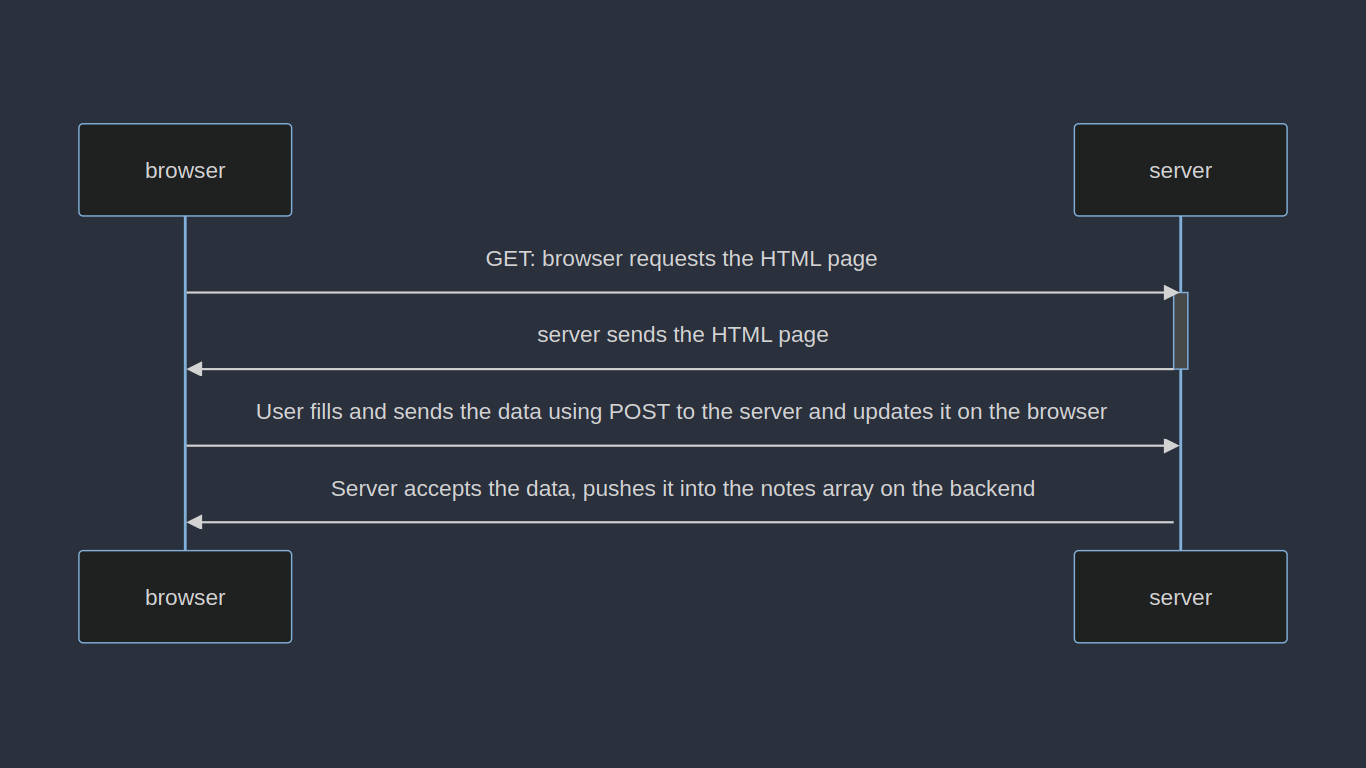 browser
server
GET: browser requests the HTML page
server sends the HTML page
User fills and sends the data using POST to the server and updates it on the browser
Server accepts the data, pushes it into the notes array on the backend
browser
server